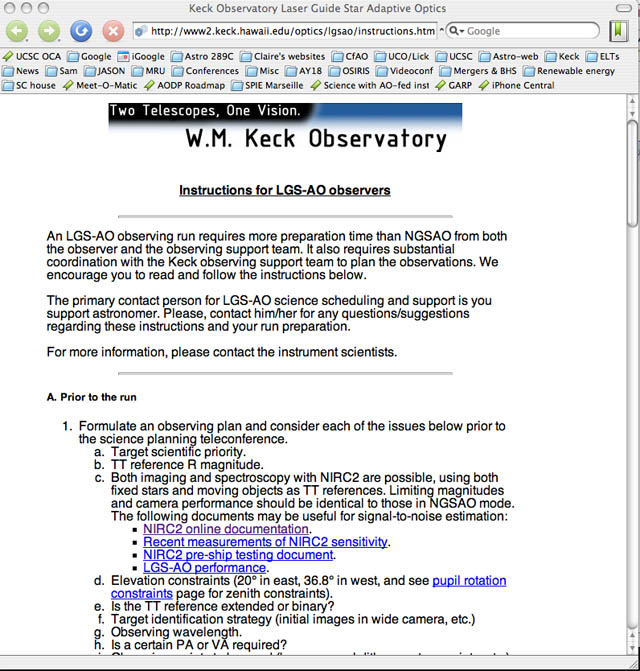 Keck Observatory Laser Guide Star Adaptive Optics
http://www2.keck.hawaii.edu/optics/lgsao/instructions.htm
Google
UCSC OCA Google iGoogle Astro 289C Claire's websites CfAO UCO/Lick UCSC Astro-web Keck ELTs
News Sam JASON MRU Conferences Misc AY18 OSIRIS Videoconf Mergers & BHS Renewable energy
SC house Meet-O-Matic AODP Roadmap SPIE Marseille Science with AO-fed inst GARP iPhone Central
Two Telescopes, One Vision.
W.M. Keck Observatory
Instructions for LGS-AO observers
An LGS-AO observing run requires more preparation time than NGSAO from both
the observer and the observing support team. It also requires substantial
coordination with the Keck observing support team to plan the observations. We
encourage you to read and follow the instructions below.
The primary contact person for LGS-AO science scheduling and support is you
support astronomer. Please, contact him/her for any questions/suggestions
regarding these instructions and your run preparation.
For more information, please contact the instrument scientists.
A. Prior to the run
1. Formulate an observing plan and consider each of the issues below prior to
the science planning teleconference.
a. Target scientific priority.
b. TT reference R magnitude.
c. Both imaging and spectroscopy with NIRC2 are possible, using both
fixed stars and moving objects as TT references. Limiting magnitudes
and camera performance should be identical to those in NGSAO mode.
The following documents may be useful for signal-to-noise estimation:
NIRC2 online documentation.
Recent measurements of NIRC2 sensitivity.
NIRC2 pre-ship testing document.
LGS-AO performance.
d. Elevation constraints (20° in east, 36.8° in west, and see pupil rotation
constraints page for zenith constraints).
e. Is the TT reference extended or binary?
f. Target identification strategy (initial images in wide camera, etc.)
g. Observing wavelength.
h. Is a certain PA or VA required?